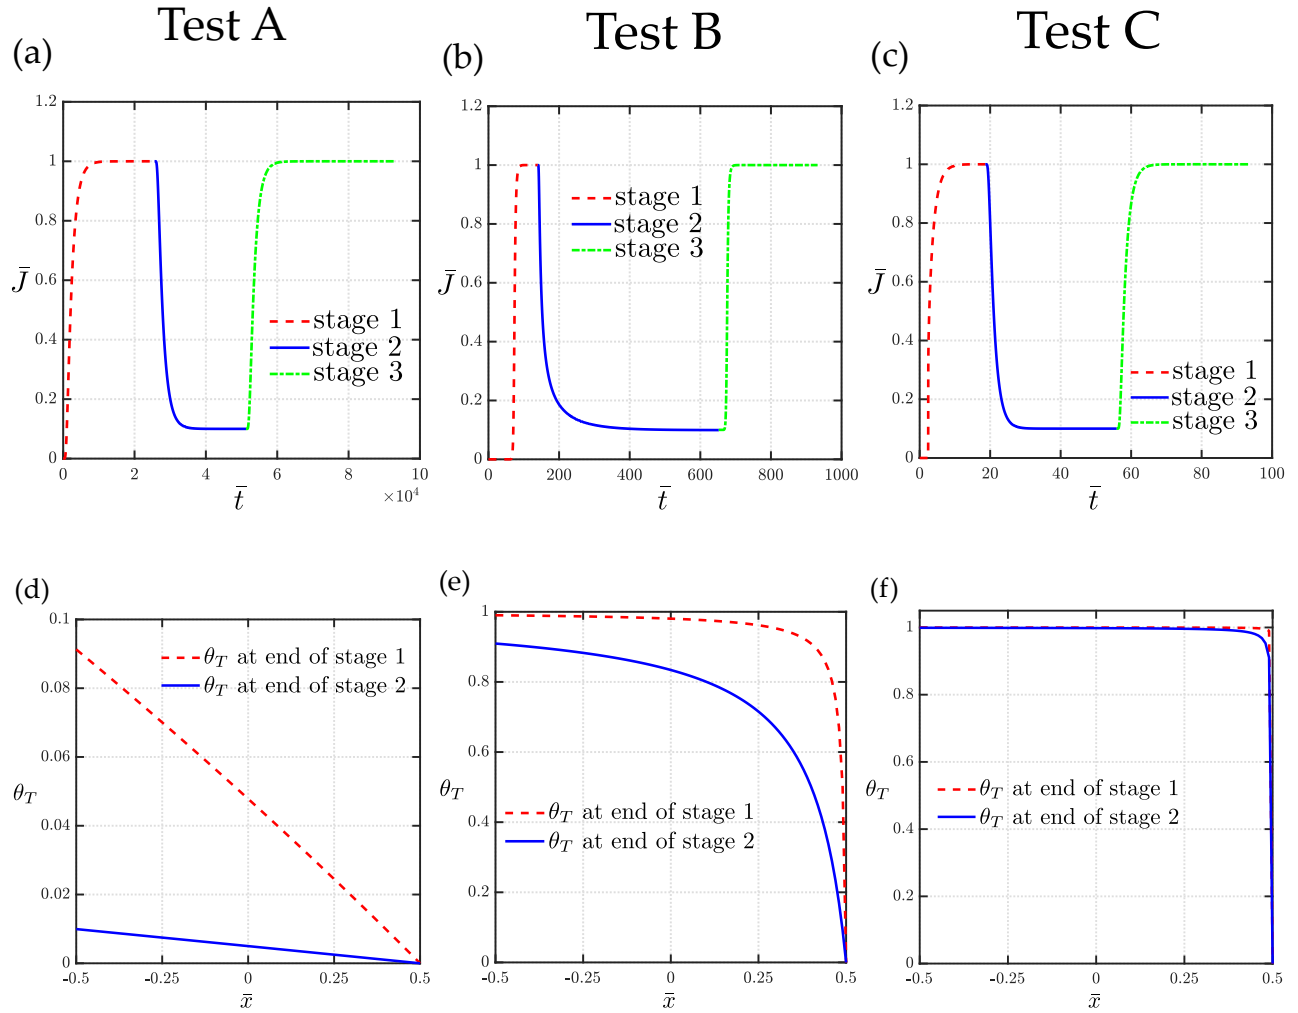 Test A
Test B
Test C
(a)
(b)
(c)
1.2
1
0.8
0.6
0.4
0.2
0
J̄
stage 1
stage 2
stage 3
0
2
4
6
8
10
×10⁴
t̄
1.2
1
0.8
0.6
0.4
0.2
0
J̄
stage 1
stage 2
stage 3
0
200
400
600
800
1000
t̄
1.2
1
0.8
0.6
0.4
0.2
0
J̄
stage 1
stage 2
stage 3
0
20
40
60
80
100
t̄
(d)
(e)
(f)
0.1
0.08
0.06
0.04
0.02
0
θ_T
θ_T at end of stage 1
θ_T at end of stage 2
-0.5
-0.25
0
0.25
0.5
x̄
1
0.8
0.6
0.4
0.2
0
θ_T
θ_T at end of stage 1
θ_T at end of stage 2
-0.5
-0.25
0
0.25
0.5
x̄
1
0.8
0.6
0.4
0.2
0
θ_T
θ_T at end of stage 1
θ_T at end of stage 2
-0.5
-0.25
0
0.25
0.5
x̄